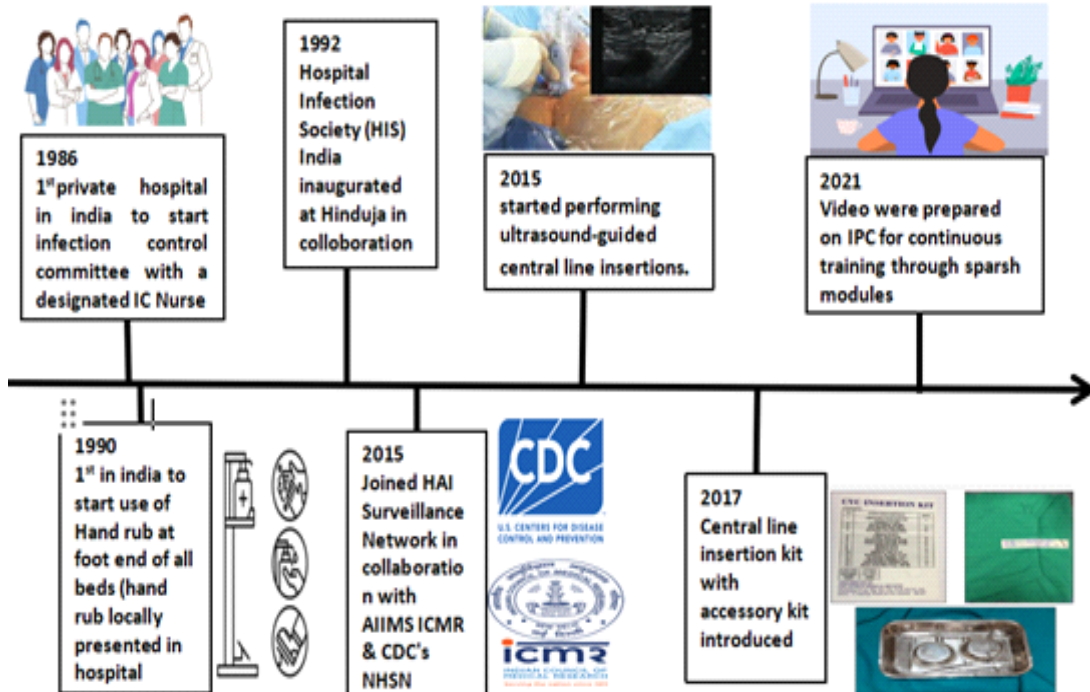 1986
1st private hospital
in india to start
infection control
committee with a
designated IC Nurse
1992
Hospital
Infection
Society (HIS)
India
inaugurated
at Hinduja in
colloboration
2015
started performing
ultrasound-guided
central line insertions.
2021
Video were prepared
on IPC for continuous
training through sparsh
modules
1990
1st in india to
start use of
Hand rub at
foot end of all
beds (hand
rub locally
presented in
hospital
2015
Joined HAI
Surveillance
Network in
collaboratio
n with
AIIMS ICMR
& CDC's
NHSN
CDC
U.S. CENTERS FOR DISEASE
CONTROL AND PREVENTION
icmr
INDIAN COUNCIL OF
MEDICAL RESEARCH
2017
Central line
insertion kit
with
accessory kit
introduced
CVC INSERTION KIT